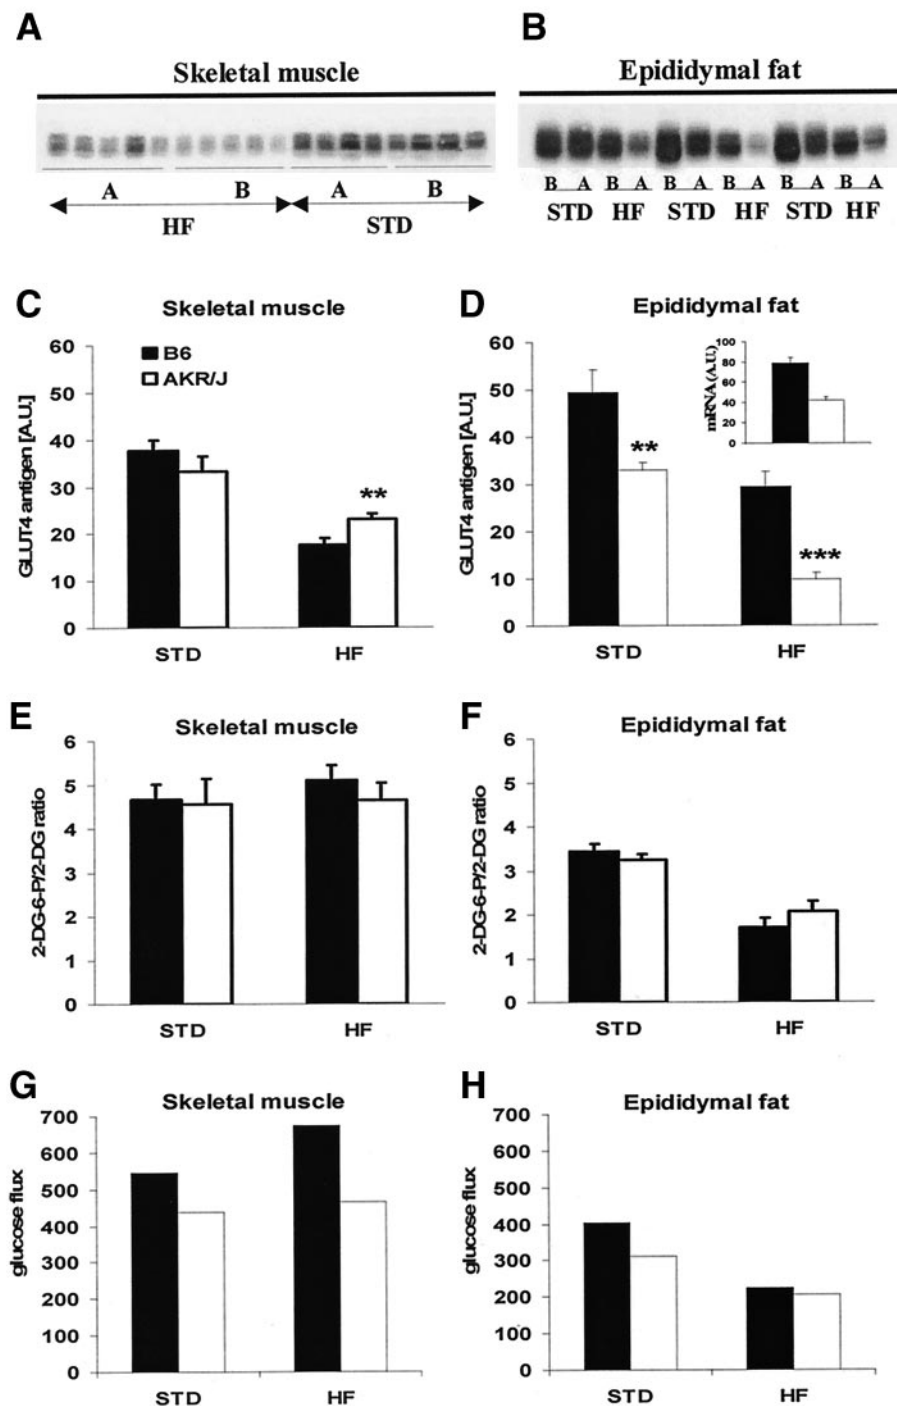 A
Skeletal muscle
A B A B
HF STD
B
Epididymal fat
B A B A B A B A B A B A
STD HF STD HF STD HF
C
Skeletal muscle
GLUT4 antigen [A.U.]
60
50
40
30
20
10
0
B6
AKR/J
**
STD HF
D
Epididymal fat
GLUT4 antigen [A.U.]
60
50
40
30
20
10
0
**
***
mRNA (A.U.)
100
80
60
40
20
0
STD HF
E
Skeletal muscle
2-DG-6-P/2-DG ratio
6
5
4
3
2
1
0
STD HF
F
Epididymal fat
2-DG-6-P/2-DG ratio
6
5
4
3
2
1
0
STD HF
G
Skeletal muscle
glucose flux
700
600
500
400
300
200
100
0
STD HF
H
Epididymal fat
glucose flux
700
600
500
400
300
200
100
0
STD HF